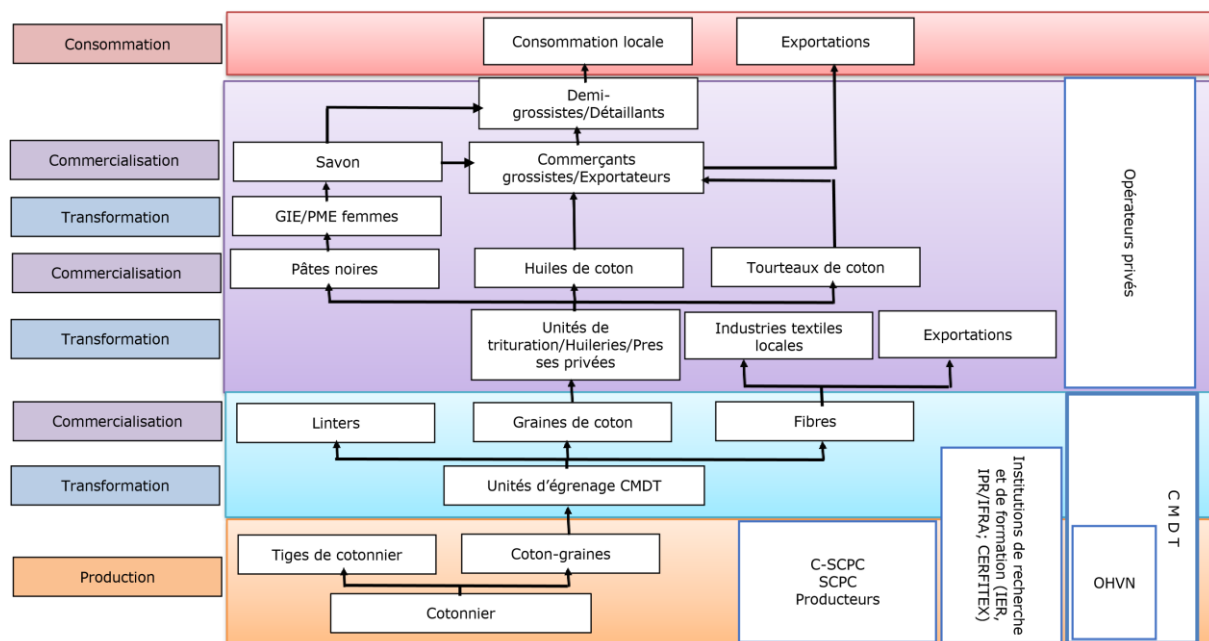 Consommation
Consommation locale
Exportations
Demi-
grossistes/Détaillants
Commercialisation
Savon
Commerçants
grossistes/Exportateurs
Transformation
GIE/PME femmes
Commercialisation
Pâtes noires
Huiles de coton
Tourteaux de coton
Opérateurs privés
Transformation
Unités de
trituration/Huileries/Pres
ses privées
Industries textiles
locales
Exportations
Commercialisation
Linters
Graines de coton
Fibres
Transformation
Unités d'égrenage CMDT
Institutions de recherche
et de formation (IER,
IPR/IFRA; CERFITEX)
C M D T
Production
Tiges de cotonnier
Coton-graines
Cotonnier
C-SCPC
SCPC
Producteurs
OHVN